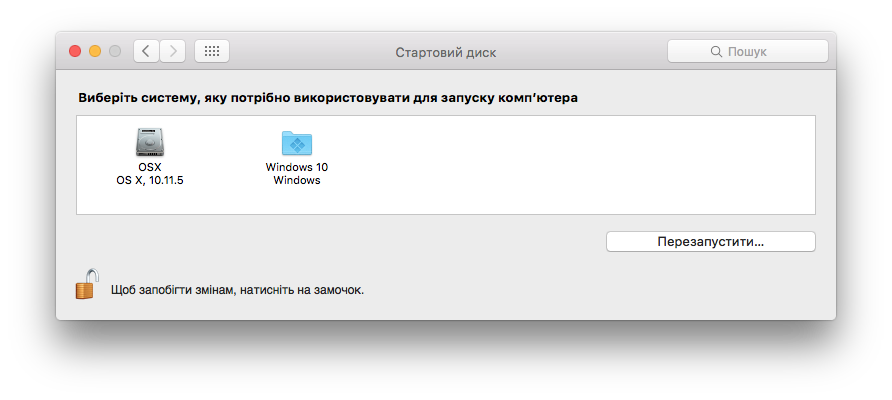 Стартовий диск
Пошук
Виберіть систему, яку потрібно використовувати для запуску комп’ютера
OSX
OS X, 10.11.5
Windows 10
Windows
Перезапустити...
Щоб запобігти змінам, натисніть на замочок.